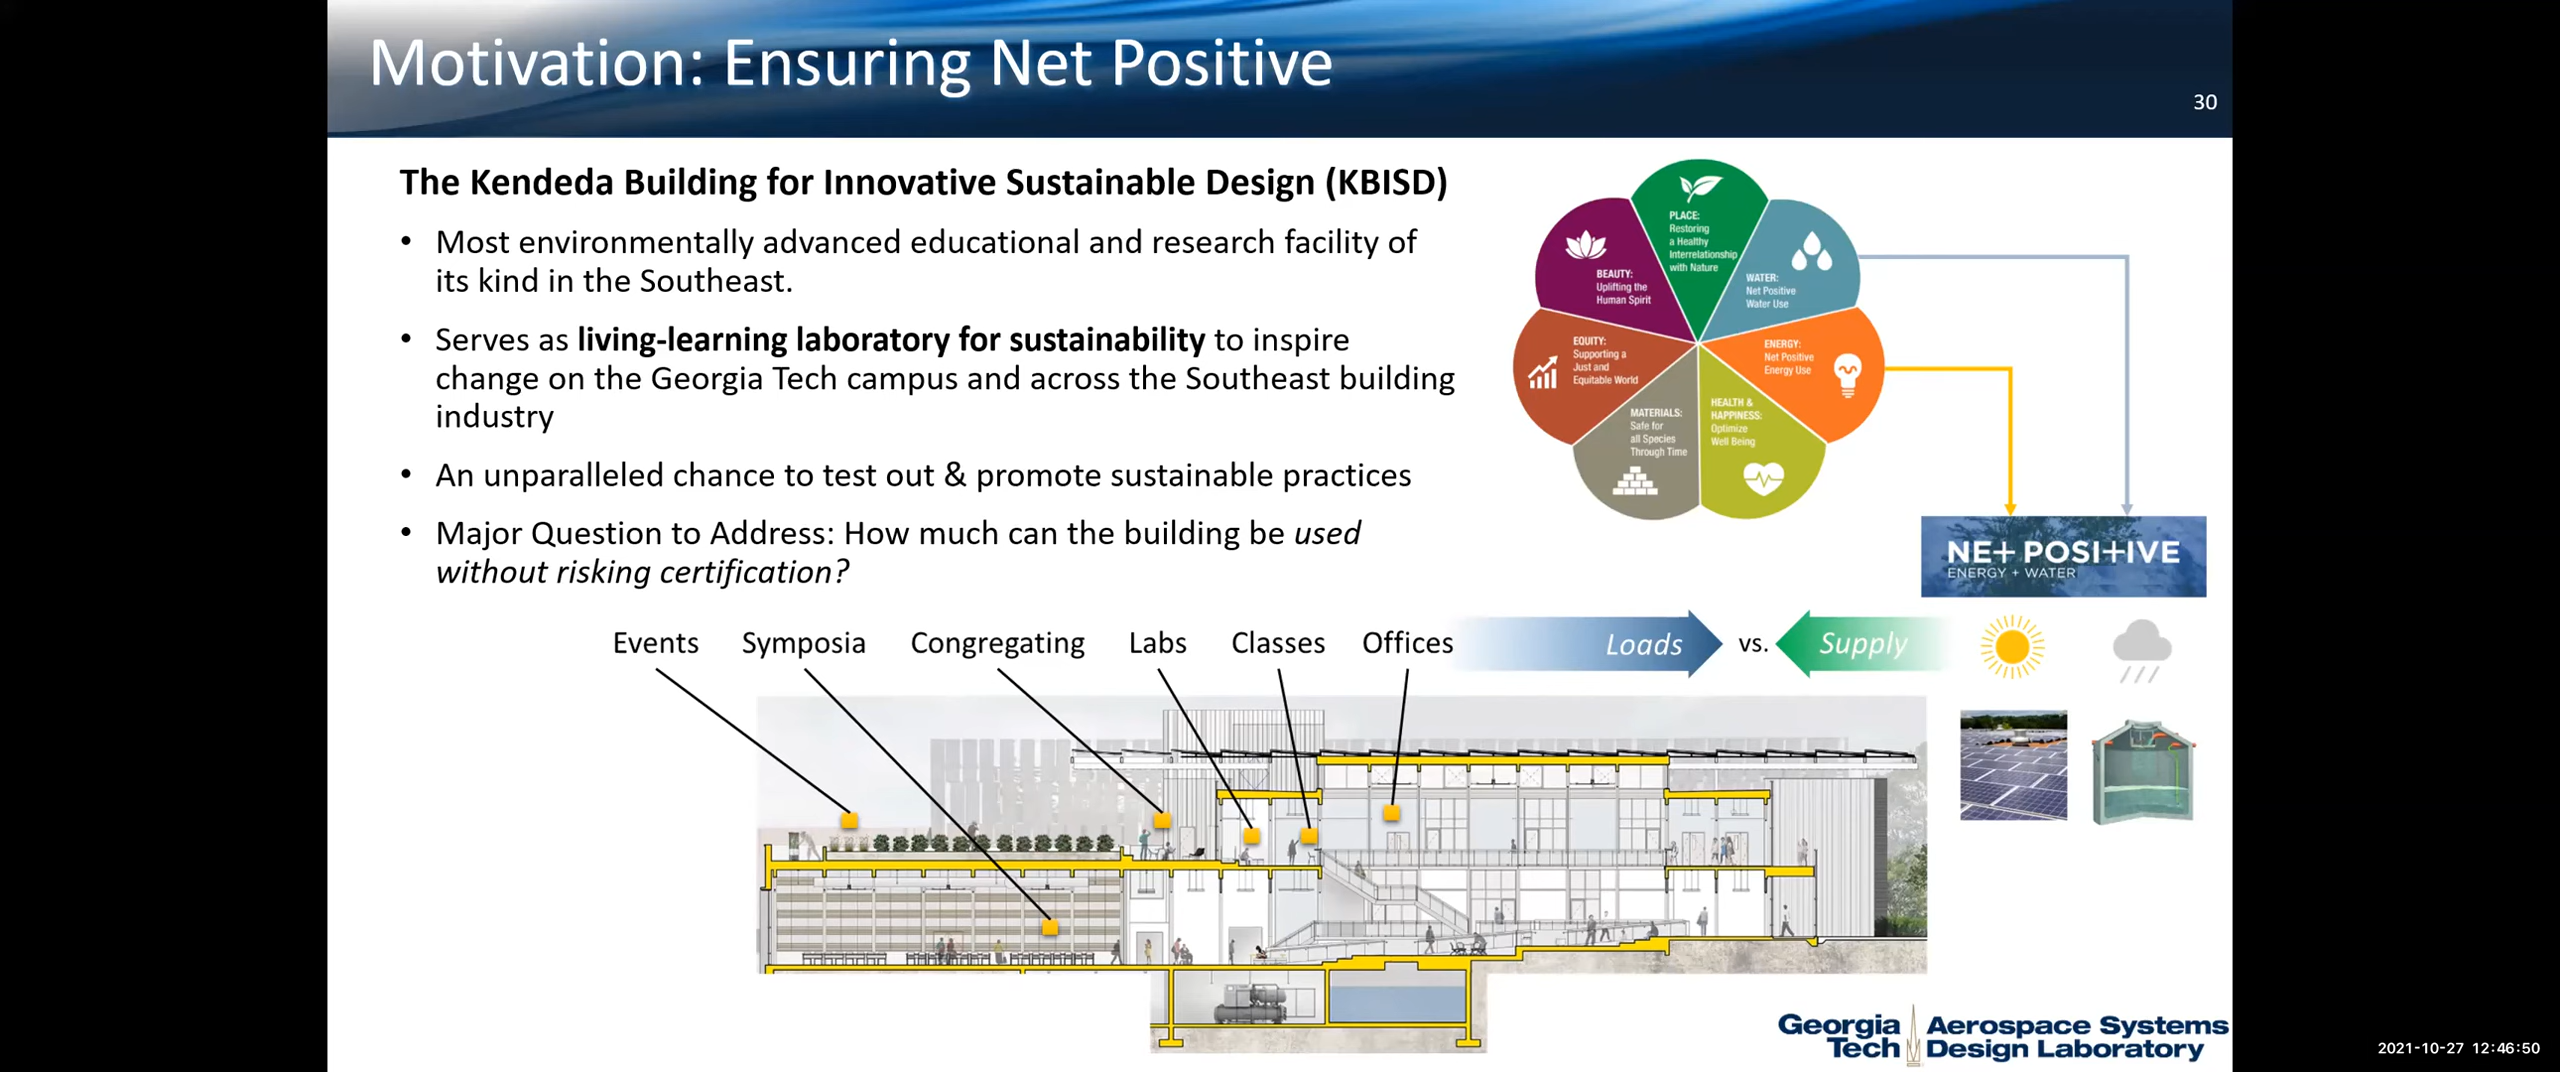 Motivation: Ensuring Net Positive
30
The Kendeda Building for Innovative Sustainable Design (KBISD)
• Most environmentally advanced educational and research facility of
its kind in the Southeast.
• Serves as living-learning laboratory for sustainability to inspire
change on the Georgia Tech campus and across the Southeast building
industry
• An unparalleled chance to test out & promote sustainable practices
• Major Question to Address: How much can the building be used
without risking certification?
PLACE:
Restoring
a Healthy
Interrelationship
with Nature
WATER:
Net Positive
Water Use
ENERGY:
Net Positive
Energy Use
HEALTH &
HAPPINESS:
Optimize
Well Being
MATERIALS:
Safe for
all Species
Through Time
EQUITY:
Supporting a
Just and
Equitable World
BEAUTY:
Uplifting the
Human Spirit
NET POSITIVE
ENERGY + WATER
Events Symposia Congregating Labs Classes Offices
Loads vs. Supply
Georgia
Tech
Aerospace Systems
Design Laboratory
2021-10-27 12:46:50